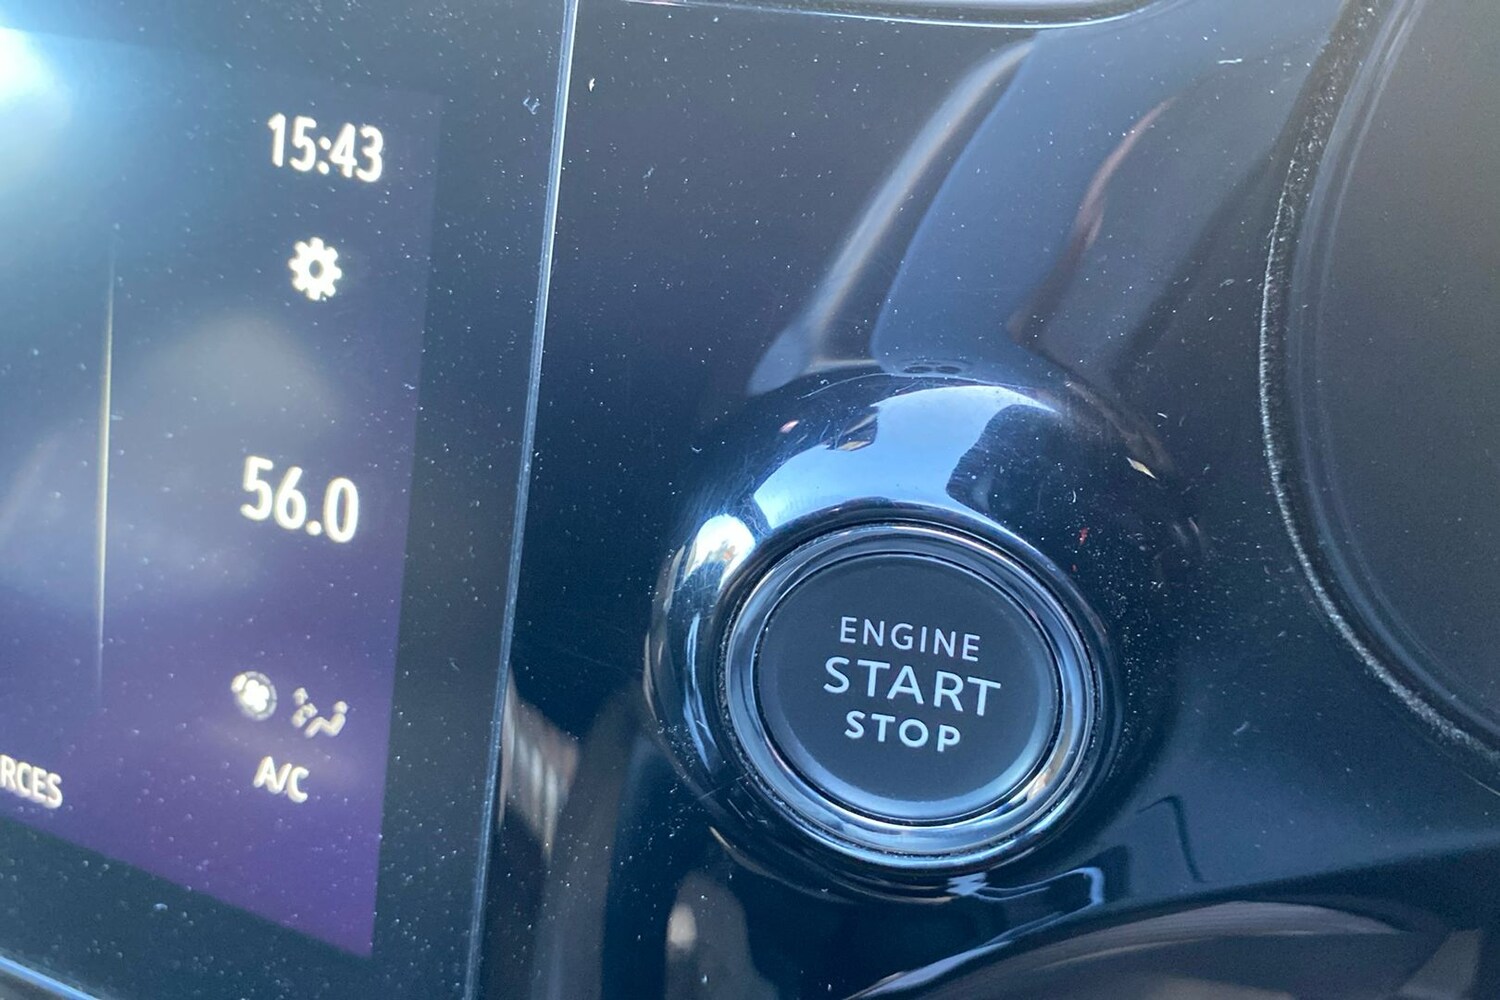 15:43
56.0
RCES
A/C
ENGINE
START
STOP